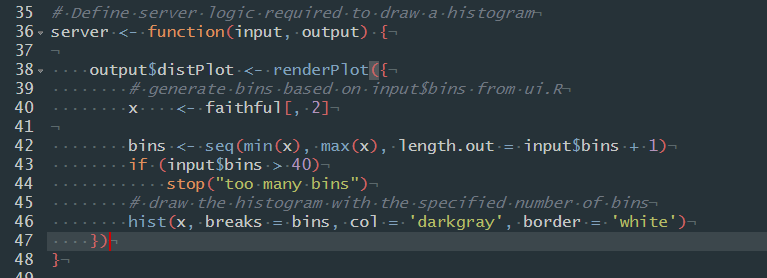 35 # Define server logic required to draw a histogram¬
36 server <- function(input, output) {¬
37 ¬
38 ····output$distPlot <- renderPlot({¬
39 ········# generate bins based on input$bins from ui.R¬
40 ········x····<- faithful[, 2]¬
41 ¬
42 ········bins <- seq(min(x), max(x), length.out = input$bins + 1)¬
43 ········if (input$bins > 40)¬
44 ············stop("too many bins")¬
45 ········# draw the histogram with the specified number of bins¬
46 ········hist(x, breaks = bins, col = 'darkgray', border = 'white')¬
47 ····})¬
48 }¬
49